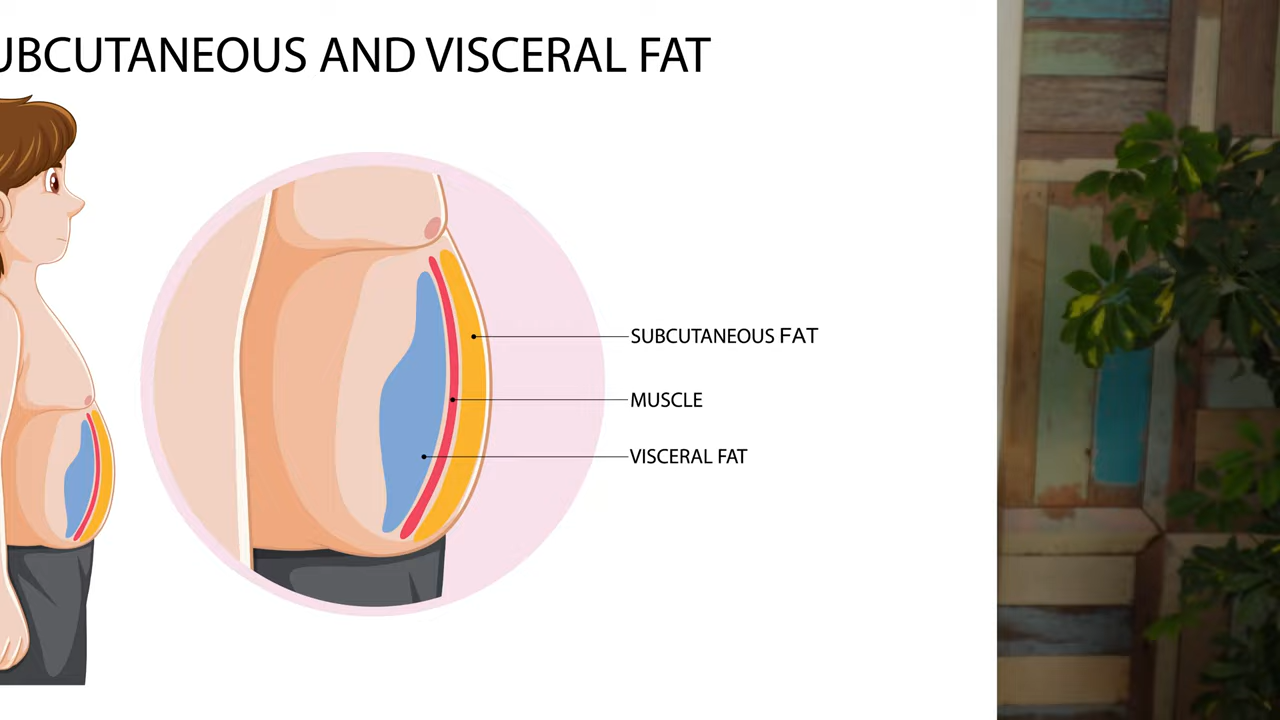 UBCUTANEOUS AND VISCERAL FAT
SUBCUTANEOUS FAT
MUSCLE
VISCERAL FAT